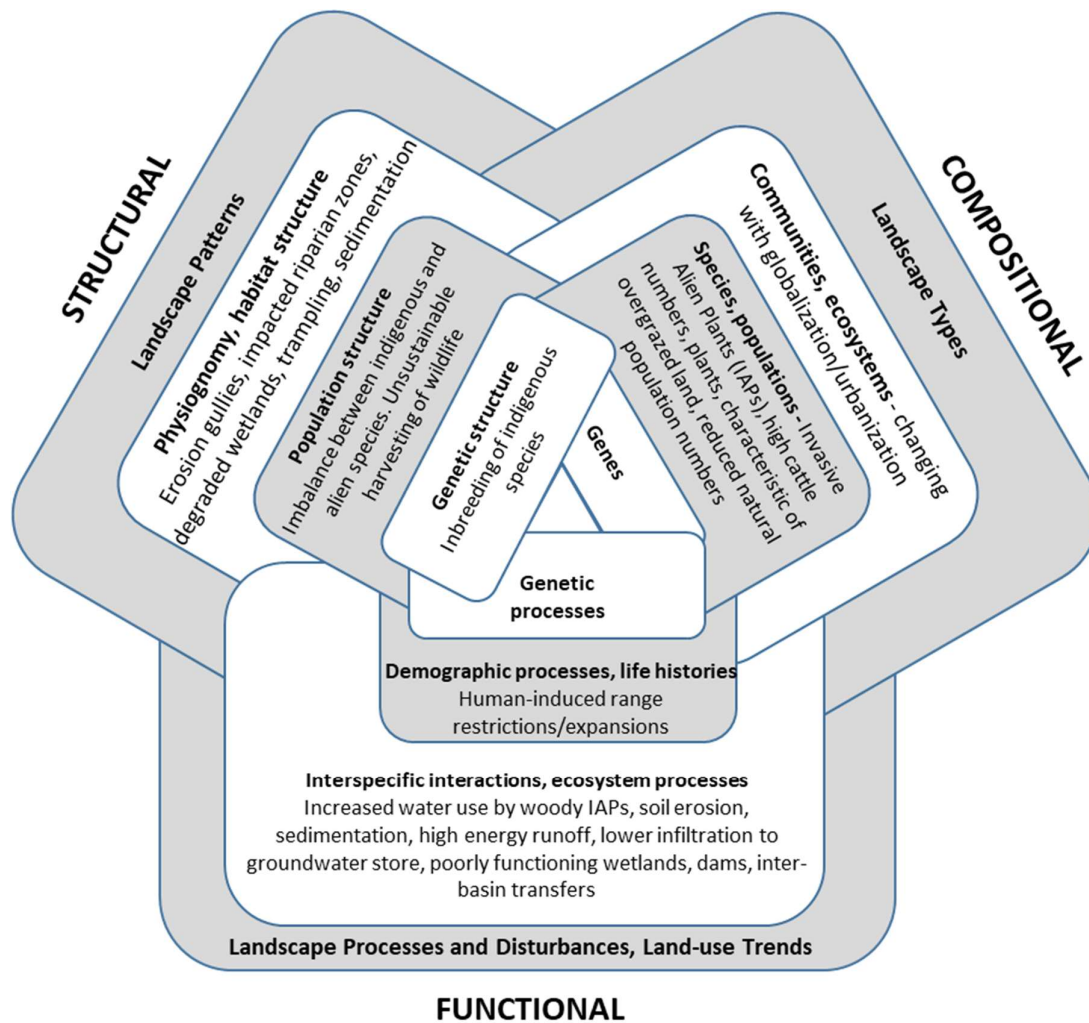 STRUCTURAL
Landscape Patterns
Physiognomy, habitat structure
Erosion gullies, impacted riparian zones,
degraded wetlands, trampling, sedimentation
Population structure
Imbalance between indigenous and
alien species. Unsustainable
harvesting of wildlife
Genetic structure
Inbreeding of indigenous
species
COMPOSITIONAL
Landscape Types
Communities, ecosystems - changing
with globalization/urbanization
Species, populations - Invasive
Alien Plants (IAPs), high cattle
numbers, plants, characteristic of
overgrazed land, reduced natural
population numbers
Genes
Genetic
processes
Demographic processes, life histories
Human-induced range
restrictions/expansions
Interspecific interactions, ecosystem processes
Increased water use by woody IAPs, soil erosion,
sedimentation, high energy runoff, lower infiltration to
groundwater store, poorly functioning wetlands, dams, inter-
basin transfers
Landscape Processes and Disturbances, Land-use Trends
FUNCTIONAL